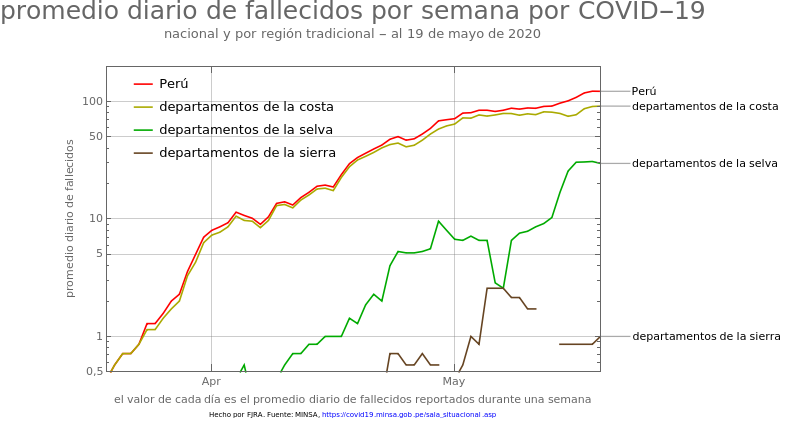 promedio diario de fallecidos por semana por COVID−19
nacional y por región tradicional − al 19 de mayo de 2020
Perú
departamentos de la costa
departamentos de la selva
departamentos de la sierra
promedio diario de fallecidos
100
50
10
5
1
0,5
Apr
May
Perú
departamentos de la costa
departamentos de la selva
departamentos de la sierra
el valor de cada día es el promedio diario de fallecidos reportados durante una semana
Hecho por FJRA. Fuente: MINSA, https://covid19.minsa.gob.pe/sala_situacional .asp